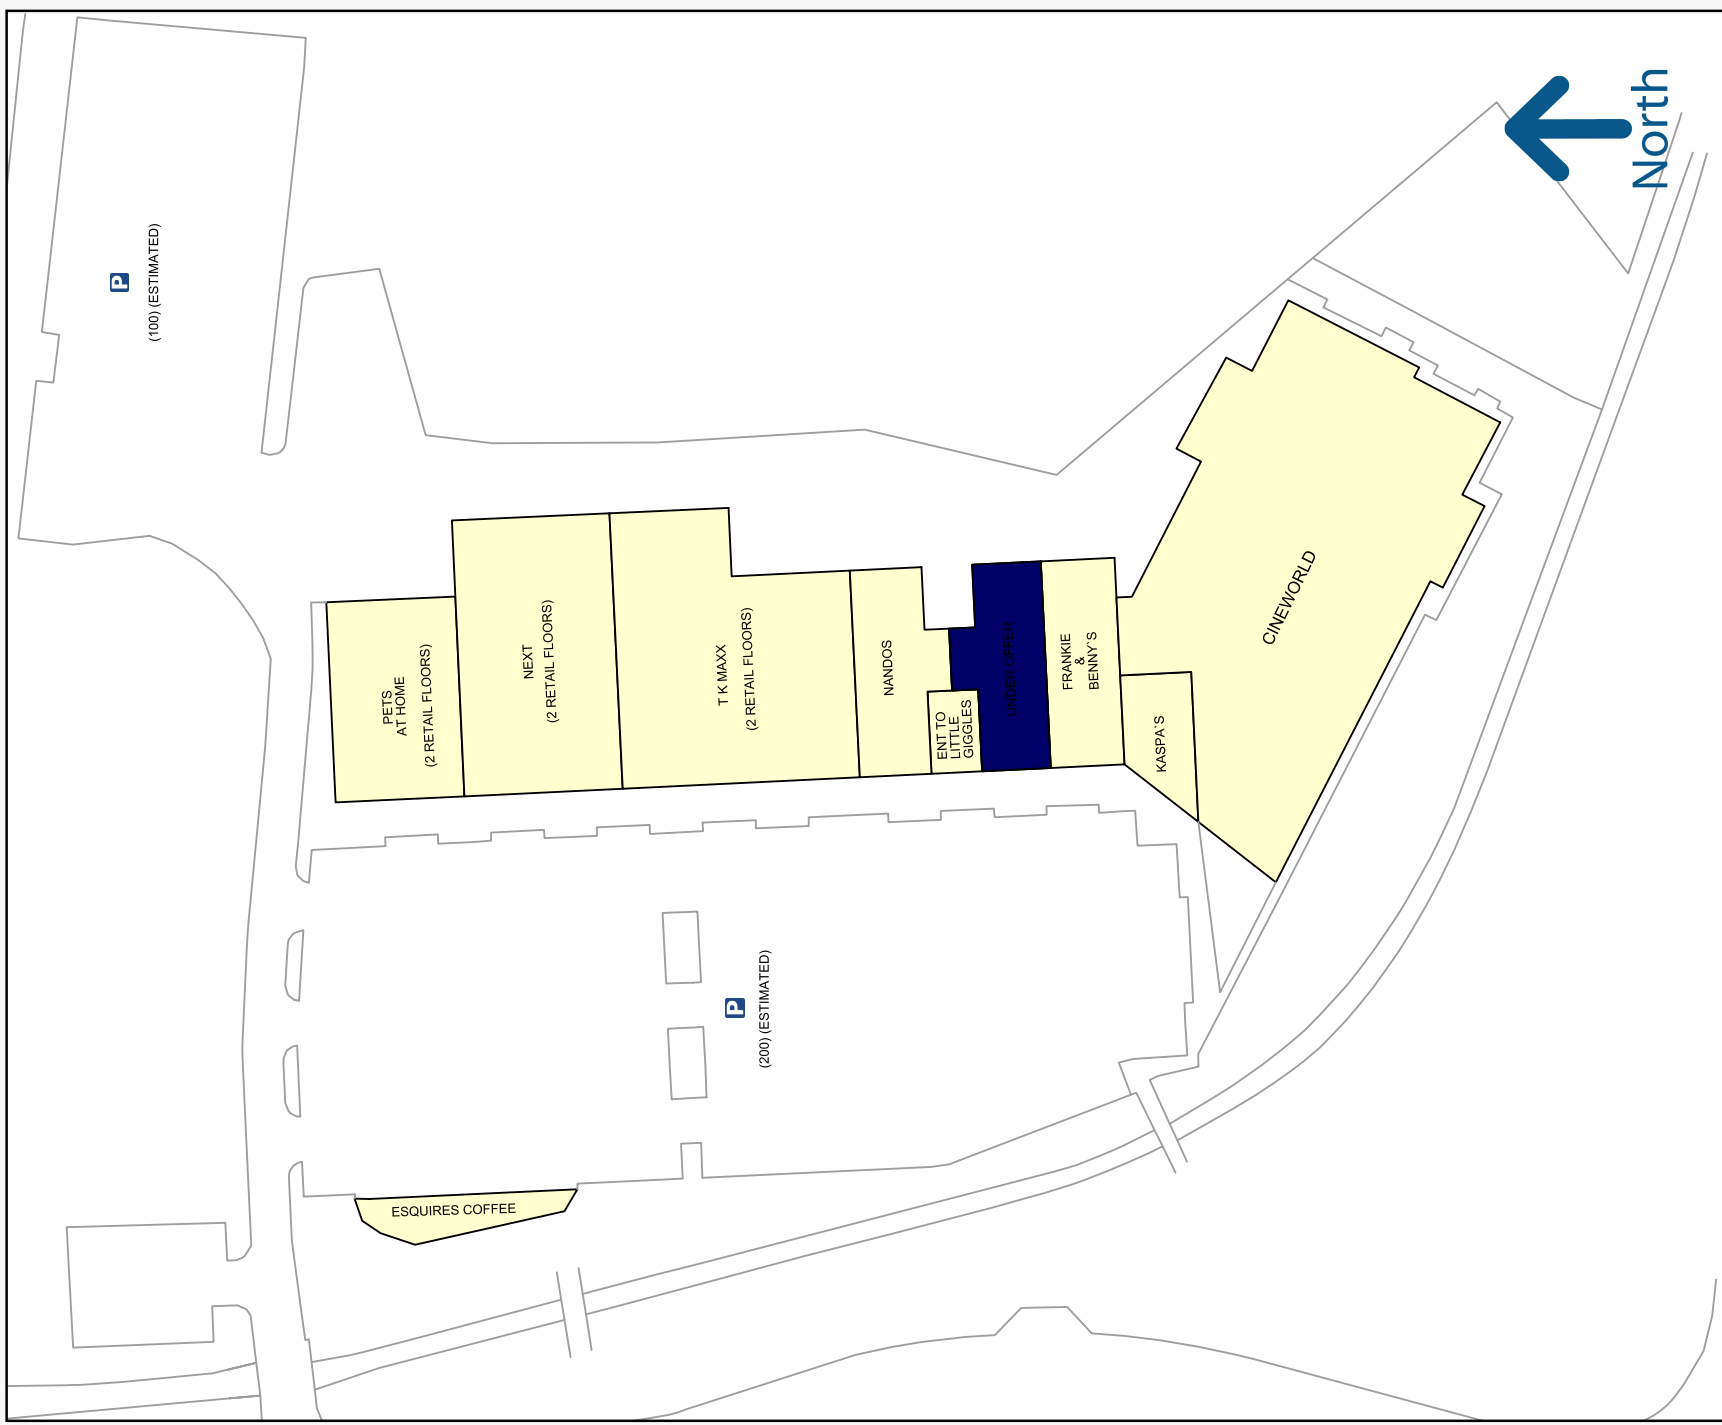 North
P
(100) (ESTIMATED)
PETS
AT HOME
(2 RETAIL FLOORS)
NEXT
(2 RETAIL FLOORS)
T K MAXX
(2 RETAIL FLOORS)
NANDOS
ENT TO
LITTLE
GIGGLES
UNDER OFFER
FRANKIE
&
BENNY`S
KASPA`S
CINEWORLD
P
(200) (ESTIMATED)
ESQUIRES COFFEE